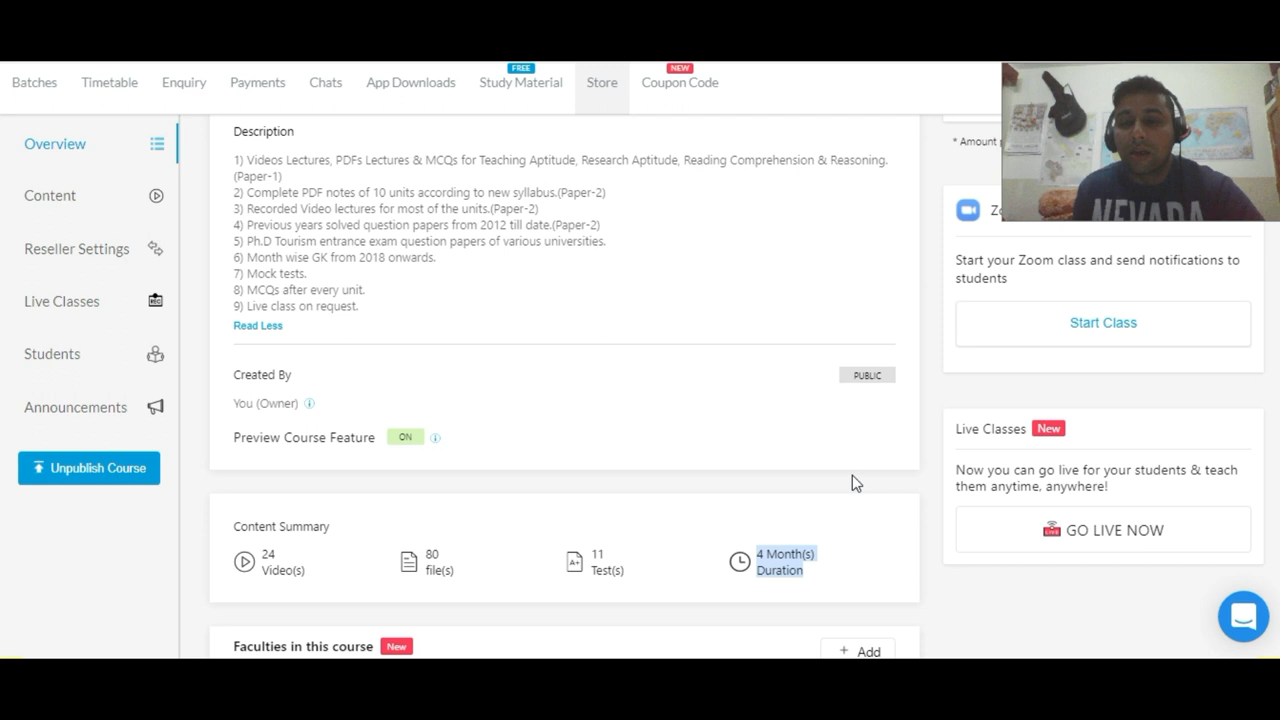 FREE
NEW
Batches
Timetable
Enquiry
Payments
Chats
App Downloads
Study Material
Store
Coupon Code
Overview
Content
Reseller Settings
Live Classes
REC
Students
Announcements
Unpublish Course
Description
1) Videos Lectures, PDFs Lectures & MCQs for Teaching Aptitude, Research Aptitude, Reading Comprehension & Reasoning.
(Paper-1)
2) Complete PDF notes of 10 units according to new syllabus.(Paper-2)
3) Recorded Video lectures for most of the units.(Paper-2)
4) Previous years solved question papers from 2012 till date.(Paper-2)
5) Ph.D Tourism entrance exam question papers of various universities.
6) Month wise GK from 2018 onwards.
7) Mock tests.
8) MCQs after every unit.
9) Live class on request.
Read Less
Created By
PUBLIC
You (Owner)
Preview Course Feature ON
Content Summary
24
Video(s)
80
file(s)
A+
11
Test(s)
4 Month(s)
Duration
Faculties in this course New
+ Add
* Amount
NEVADA
Start your Zoom class and send notifications to
students
Start Class
Live Classes New
Now you can go live for your students & teach
them anytime, anywhere!
LIVE
GO LIVE NOW